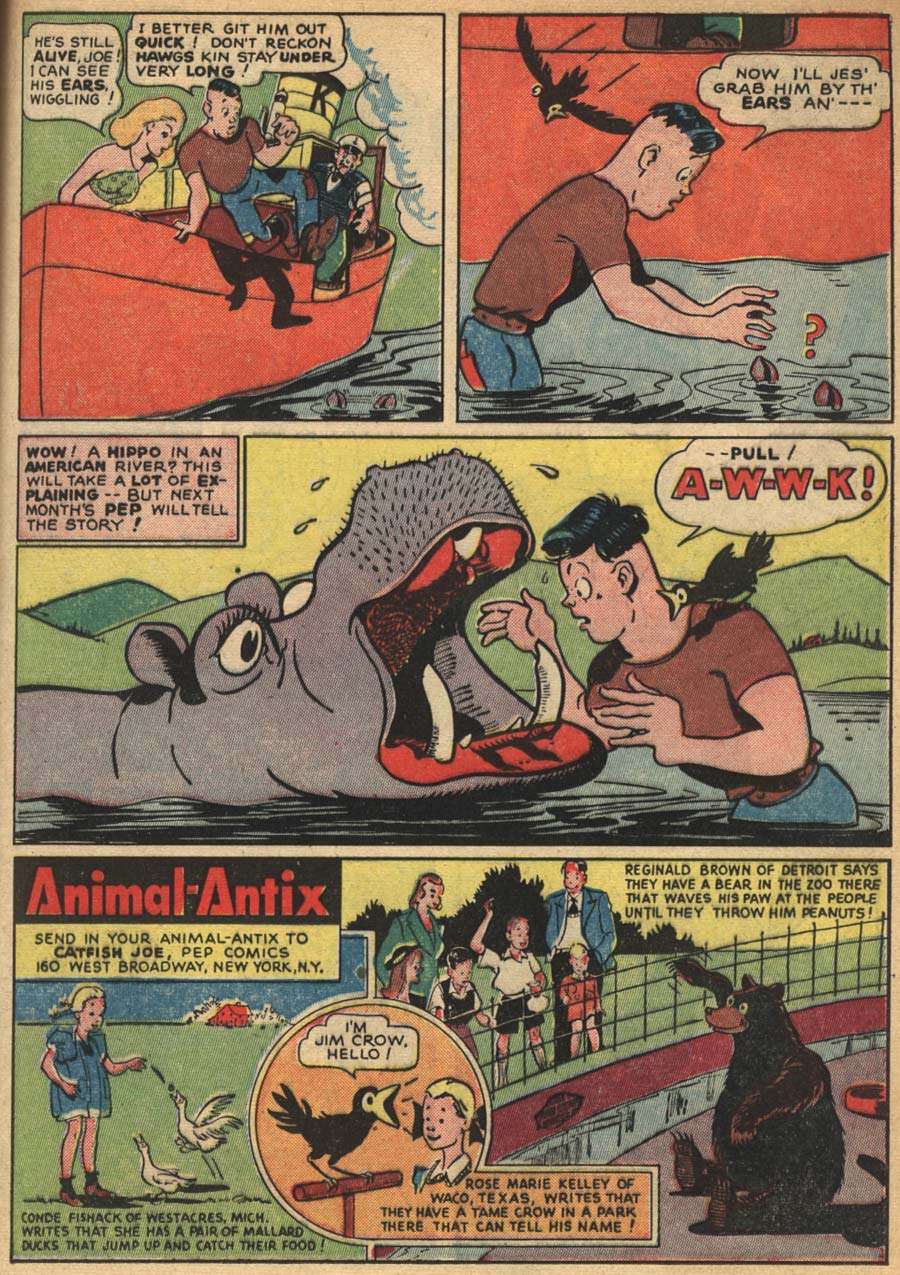 HE'S STILL
ALIVE, JOE!
I CAN SEE
HIS EARS,
WIGGLING!
I BETTER GIT HIM OUT
QUICK! DON'T RECKON
HAWGS KIN STAY UNDER
VERY LONG!
K
NOW I'LL JES'
GRAB HIM BY TH'
EARS AN'---
?
WOW! A HIPPO IN AN
AMERICAN RIVER? THIS
WILL TAKE A LOT OF EX-
PLAINING -- BUT NEXT
MONTH'S PEP WILL TELL
THE STORY!
--PULL!
A-W-W-K!
Animal-Antix
SEND IN YOUR ANIMAL-ANTIX TO
CATFISH JOE, PEP COMICS
160 WEST BROADWAY, NEW YORK, N.Y.
REGINALD BROWN OF DETROIT SAYS
THEY HAVE A BEAR IN THE ZOO THERE
THAT WAVES HIS PAW AT THE PEOPLE
UNTIL THEY THROW HIM PEANUTS!
I'M
JIM CROW,
HELLO!
CONDE FISHACK OF WESTACRES, MICH.
WRITES THAT SHE HAS A PAIR OF MALLARD
DUCKS THAT JUMP UP AND CATCH THEIR FOOD!
ROSE MARIE KELLEY OF
WACO, TEXAS, WRITES THAT
THEY HAVE A TAME CROW IN A PARK
THERE THAT CAN TELL HIS NAME!